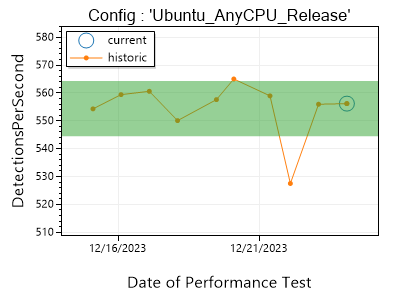 Config : 'Ubuntu_AnyCPU_Release'
current
historic
DetectionsPerSecond
580
570
560
550
540
530
520
510
12/16/2023
12/21/2023
Date of Performance Test